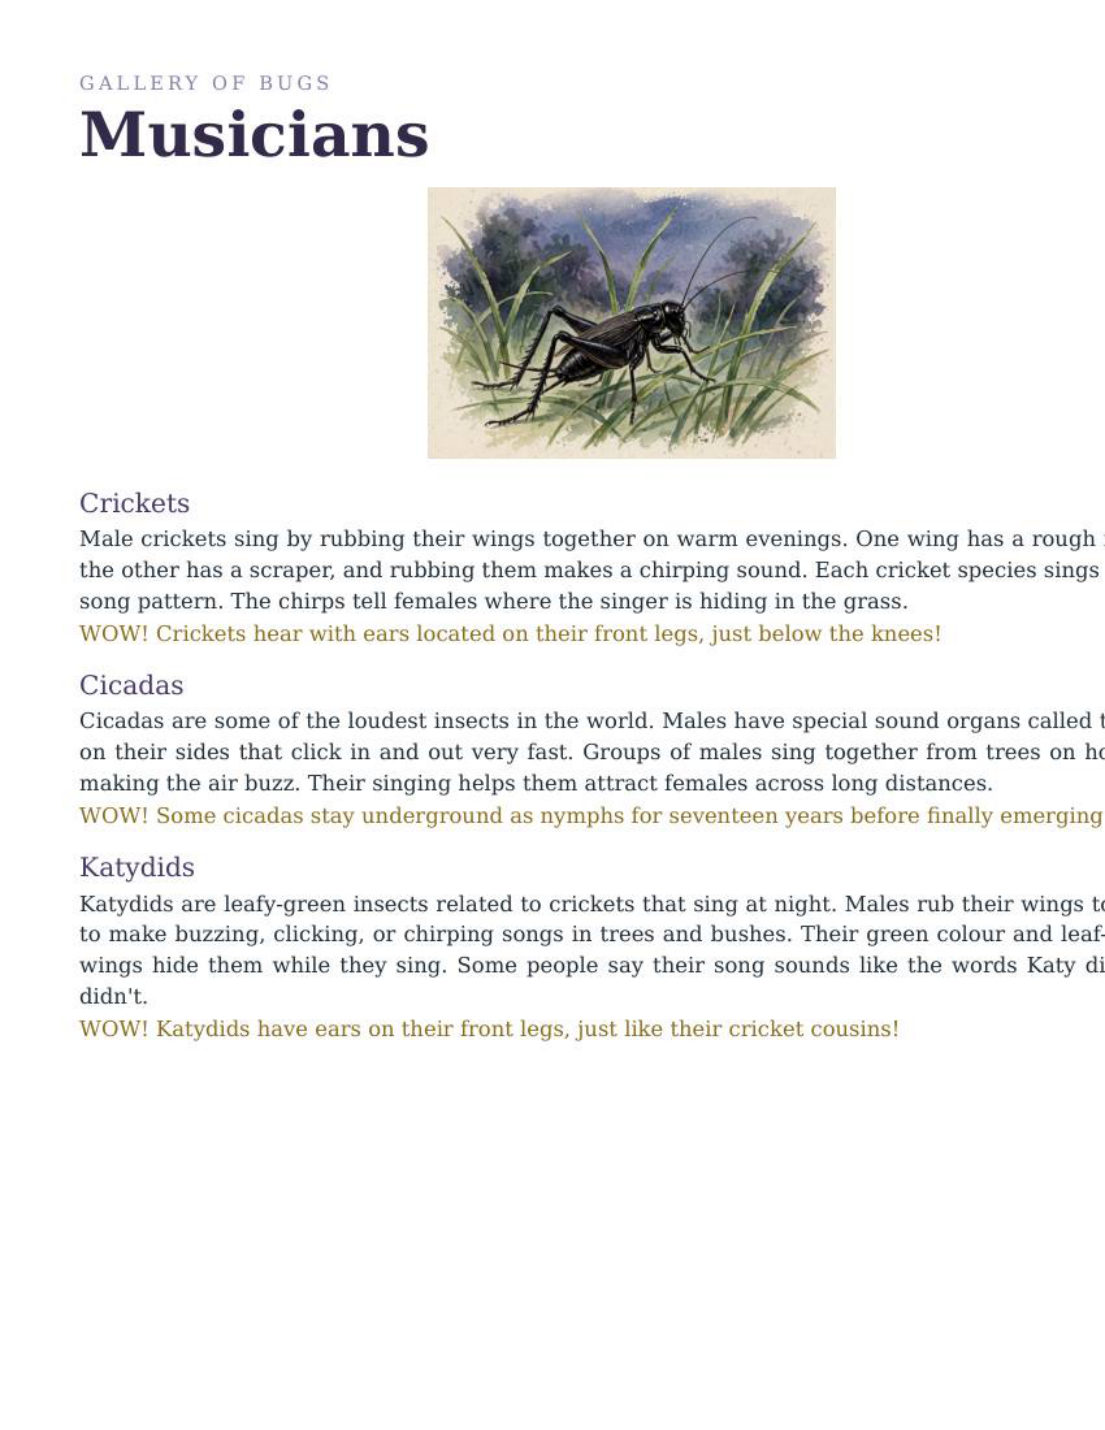 GALLERY OF BUGS
Musicians
Crickets
Male crickets sing by rubbing their wings together on warm evenings. One wing has a rough
the other has a scraper, and rubbing them makes a chirping sound. Each cricket species sings
song pattern. The chirps tell females where the singer is hiding in the grass.
WOW! Crickets hear with ears located on their front legs, just below the knees!
Cicadas
Cicadas are some of the loudest insects in the world. Males have special sound organs called
on their sides that click in and out very fast. Groups of males sing together from trees on
making the air buzz. Their singing helps them attract females across long distances.
WOW! Some cicadas stay underground as nymphs for seventeen years before finally emerging
Katydids
Katydids are leafy-green insects related to crickets that sing at night. Males rub their wings
to make buzzing, clicking, or chirping songs in trees and bushes. Their green colour and leaf-
wings hide them while they sing. Some people say their song sounds like the words Katy
didn't.
WOW! Katydids have ears on their front legs, just like their cricket cousins!